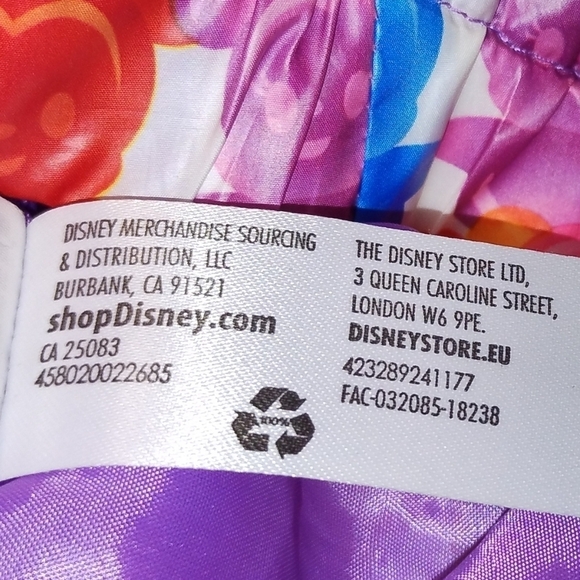 DISNEY MERCHANDISE SOURCING
& DISTRIBUTION, LLC
BURBANK, CA 91521
shopDisney.com
CA 25083
458020022685
100%
THE DISNEY STORE LTD,
3 QUEEN CAROLINE STREET,
LONDON W6 9PE.
DISNEYSTORE.EU
423289241177
FAC-032085-18238